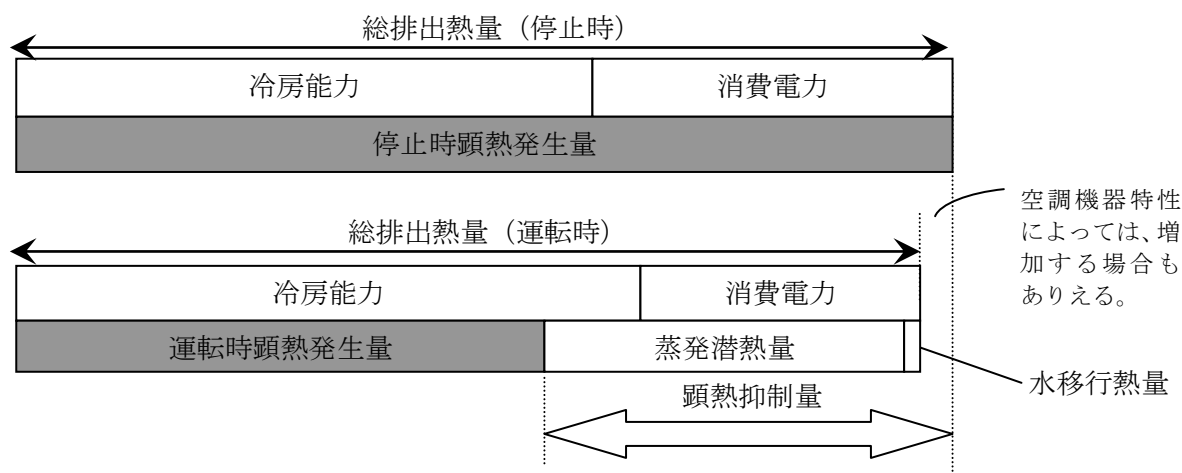 総排出熱量（停止時）
冷房能力
消費電力
停止時顕熱発生量
総排出熱量（運転時）
空調機器特性
によっては、増
加する場合も
ありえる。
冷房能力
消費電力
運転時顕熱発生量
蒸発潜熱量
水移行熱量
顕熱抑制量